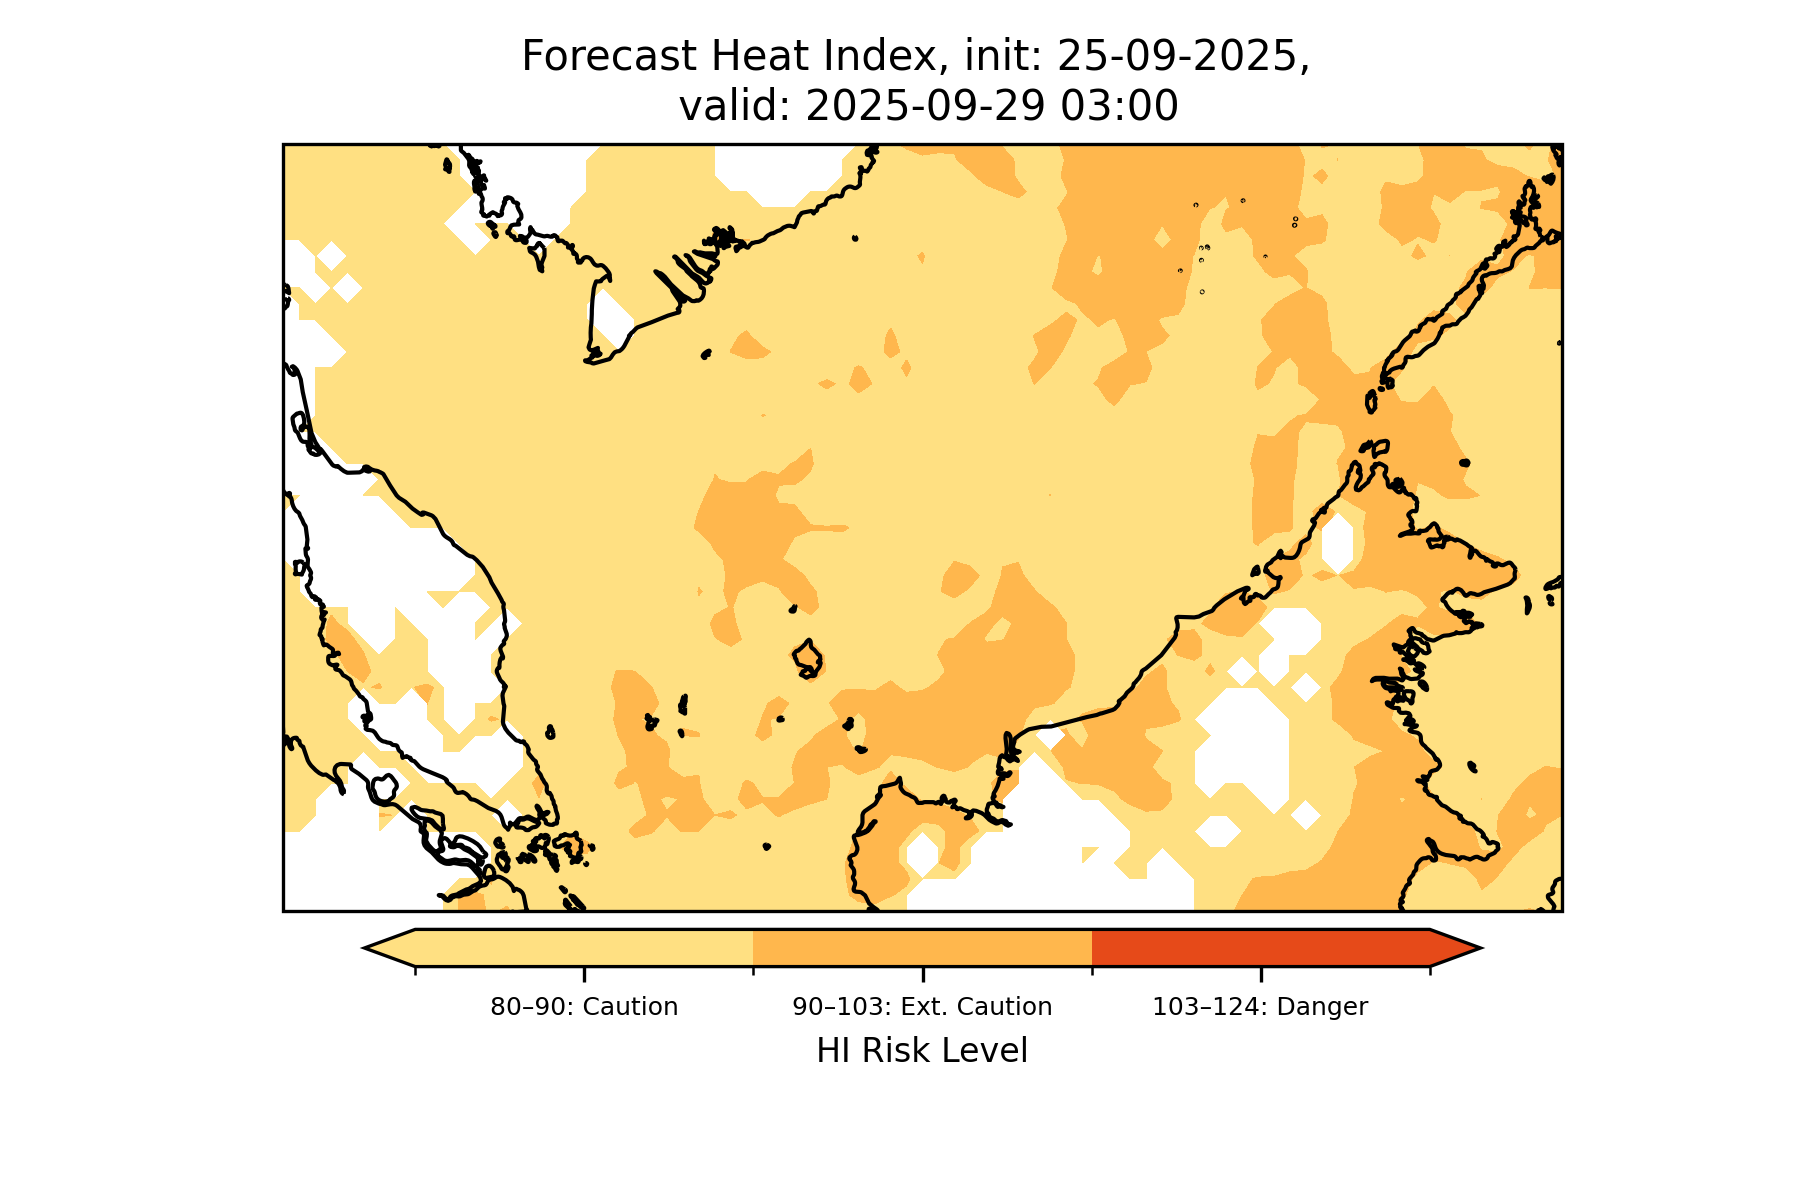 Forecast Heat Index, init: 25-09-2025,
valid: 2025-09-29 03:00
80–90: Caution
90–103: Ext. Caution
103–124: Danger
HI Risk Level